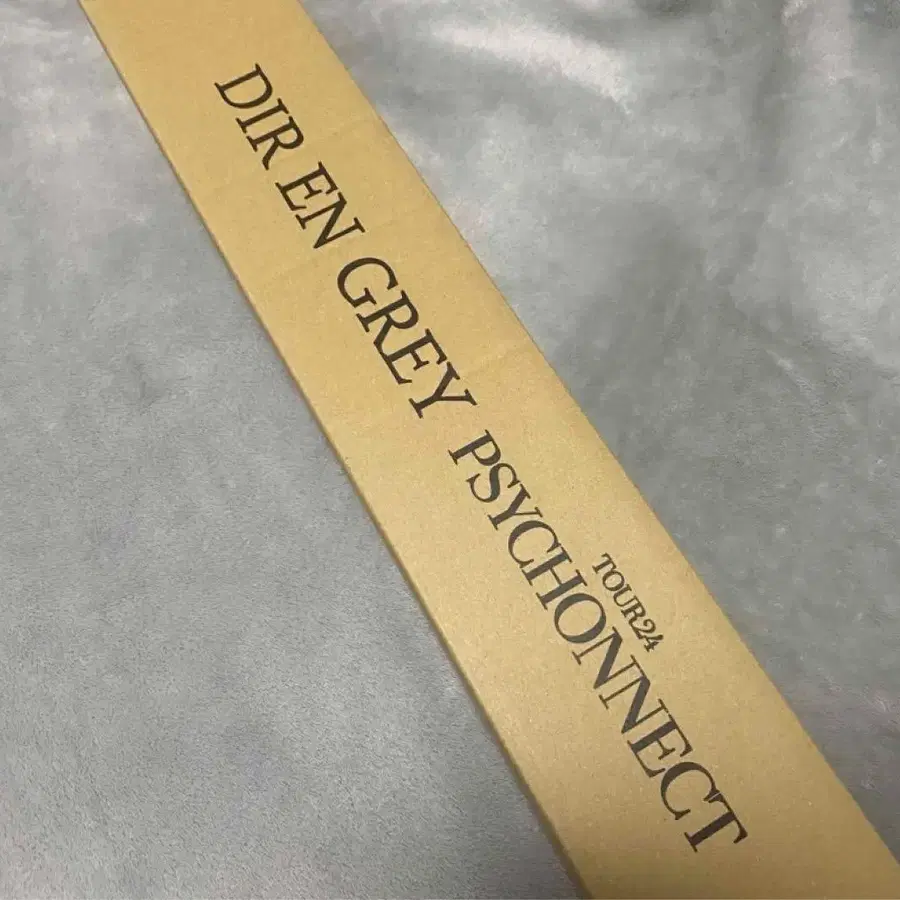 DIR EN GREY
TOUR24
PSYCHONNECT